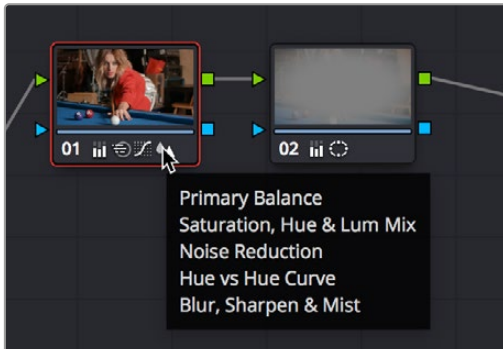 01
02
Primary Balance
Saturation, Hue & Lum Mix
Noise Reduction
Hue vs Hue Curve
Blur, Sharpen & Mist